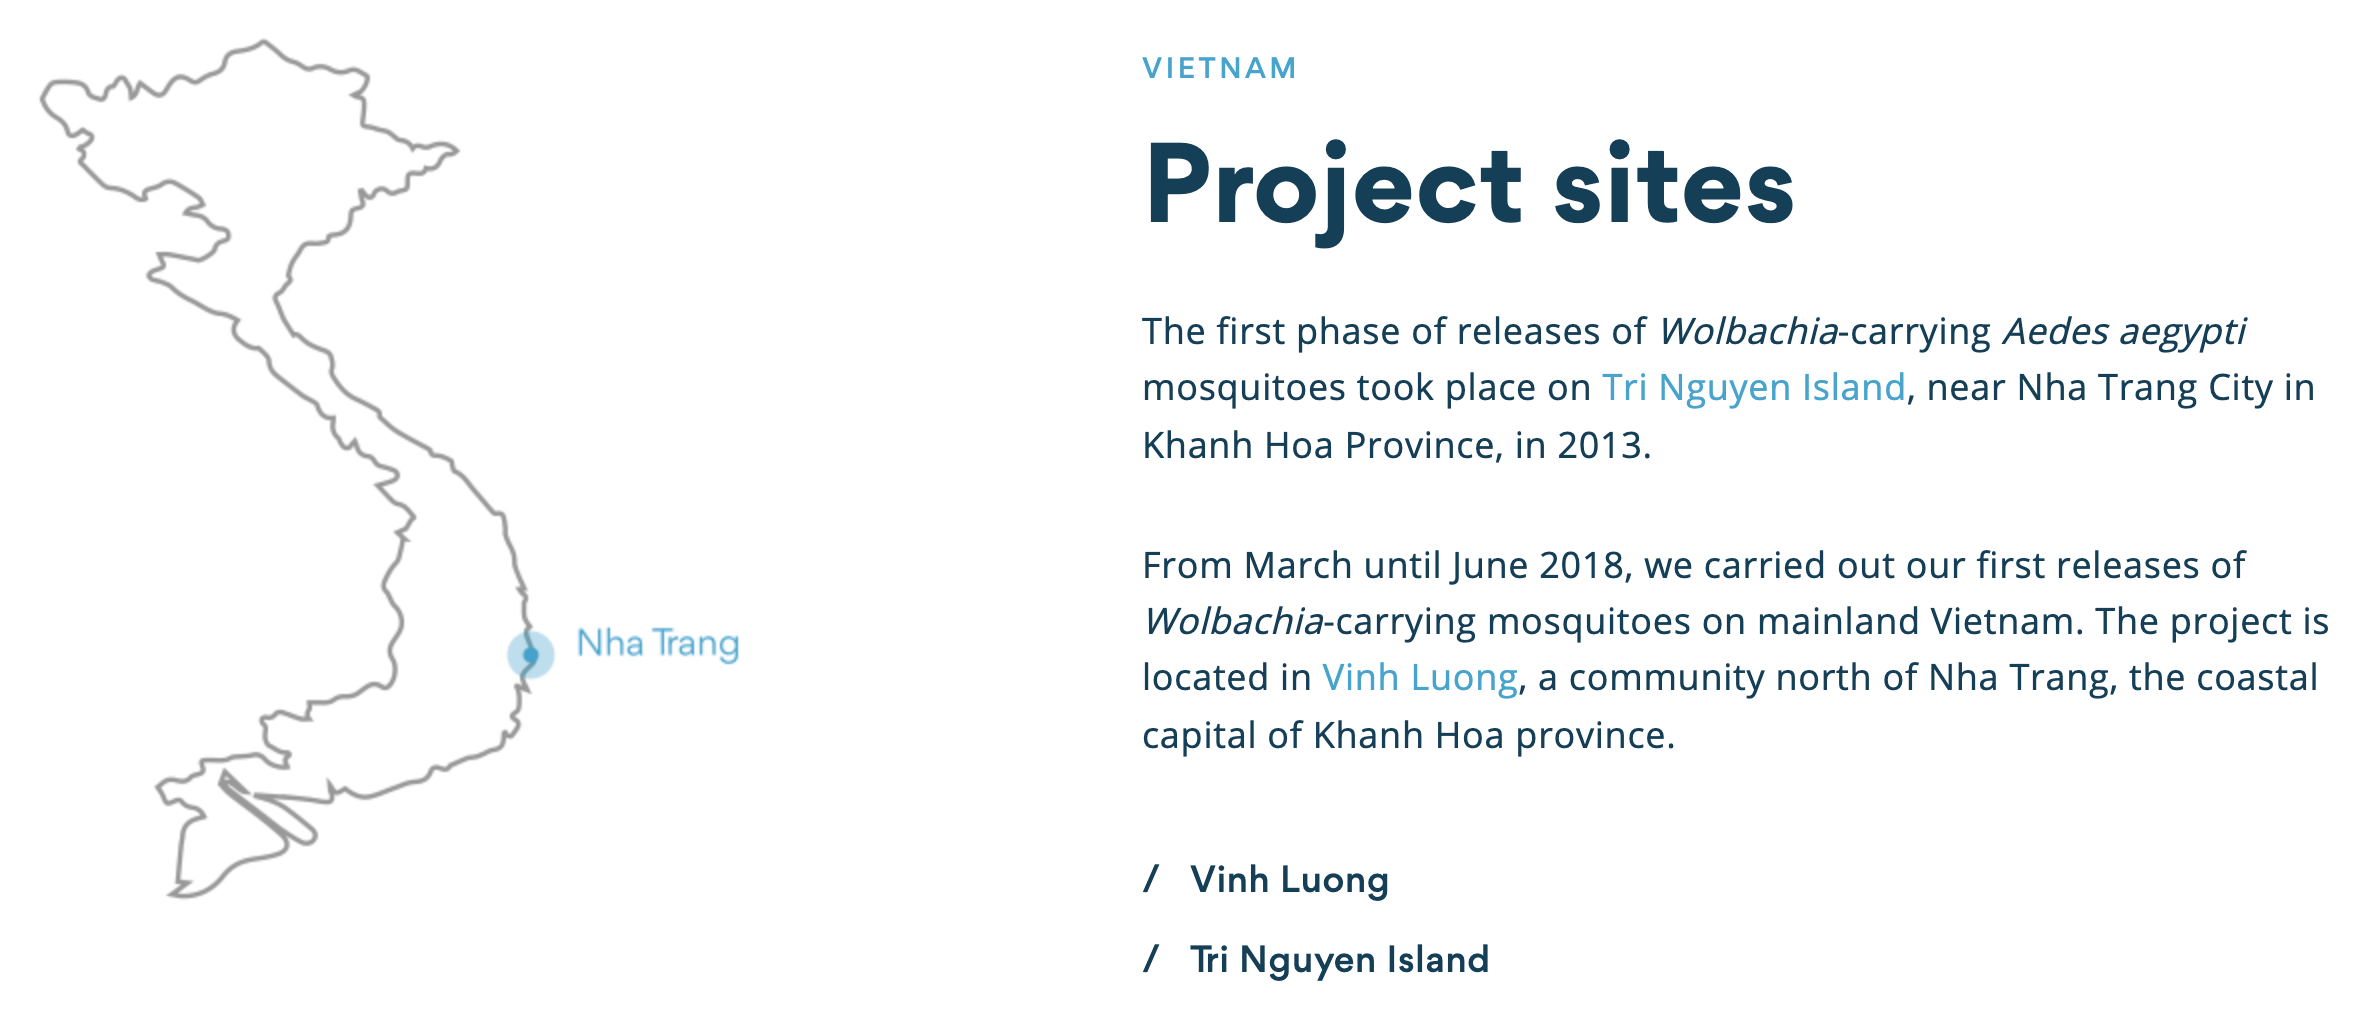 VIETNAM
Project sites
The first phase of releases of Wolbachia-carrying Aedes aegypti
mosquitoes took place on Tri Nguyen Island, near Nha Trang City in
Khanh Hoa Province, in 2013.
From March until June 2018, we carried out our first releases of
Wolbachia-carrying mosquitoes on mainland Vietnam. The project is
located in Vinh Luong, a community north of Nha Trang, the coastal
capital of Khanh Hoa province.
/ Vinh Luong
/ Tri Nguyen Island
Nha Trang